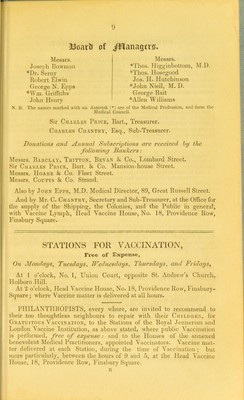 9
Board of Managers.
Messrs.
Joseph Bowman
*Dr. Serny
Robert Elwin
George N. Epps
*Wm. Griffiths
John Henry
Messrs.
*Thos. Higginbottom, M.D.
*Thos. Hosegood
Jes. H. Hutchinson
*John Niell, M. D.
George Rait
*Allen Williams
N. B. The names marked with an Asterisk (*) are of the Medical Profession, and form the
Medical Council.
Sir CHARLES PRICE, Bart., Treasurer.
CHARLES CHANTRY, Esq., Sub-Treasurer.
Donations and Annual Subscriptions are received by the
following Bankers:
Messrs. BARCLAY, TRITTON, BEVAN & Co., Lombard Street.
Sir CHARLES PRICE, Bart. & Co. Mansion-house Street.
Messrs. HOARE & Co. Fleet Street.
Messrs. COUTTS & Co. Strand.
Also by JOHN EPPS, M.D. Medical Director, 89, Great Russell Street.
And by Mr. C. CHANTRY, Secretary and Sub-Treasurer, at the Office for
the supply of the Shipping, the Colonies, and the Public in general,
with Vaccine Lymph, Head Vaccine House, No. 18, Providence Row,
Finsbury Square.
STATIONS FOR VACCINATION,
Free of Expense,
On Mondays, Tuesdays, Wednesdays, Thursdays, and Fridays,
At 1 o'clock, No. 1, Union Court, opposite St. Andrew's Church,
Holborn Hill.
At 2 o'clock, Head Vaccine House, No. 18, Providence Row, Finsbury-
Square; where Vaccine matter is delivered at all hours.
PHILANTHROPISTS, every where, are invited to recommend to
their too thoughtless neighbours to repair with their CHILDREN, for
GRATUITOUS VACCINATION, to the Stations of the Royal Jennerian and
London Vaccine Institution, as above stated, where public Vaccination
is performed, free of expense: and to the Houses of the annexed
benevolent Medical Practitioners, appointed Vaccinators. Vaccine mat-
ter delivered at each Station, during the time of Vaccination; but
more particularly, between the hours of 9 and 5, at the Head Vaccine
House, 18, Providence Row, Finsbury Square.